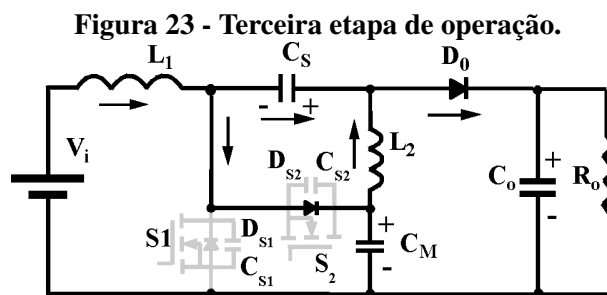 Figura 23 - Terceira etapa de operação.
L1 CS D0
- +
Vi
DS2 CS2 L2
Co + - Ro
S1 DS1 CS1 S2
+ - CM